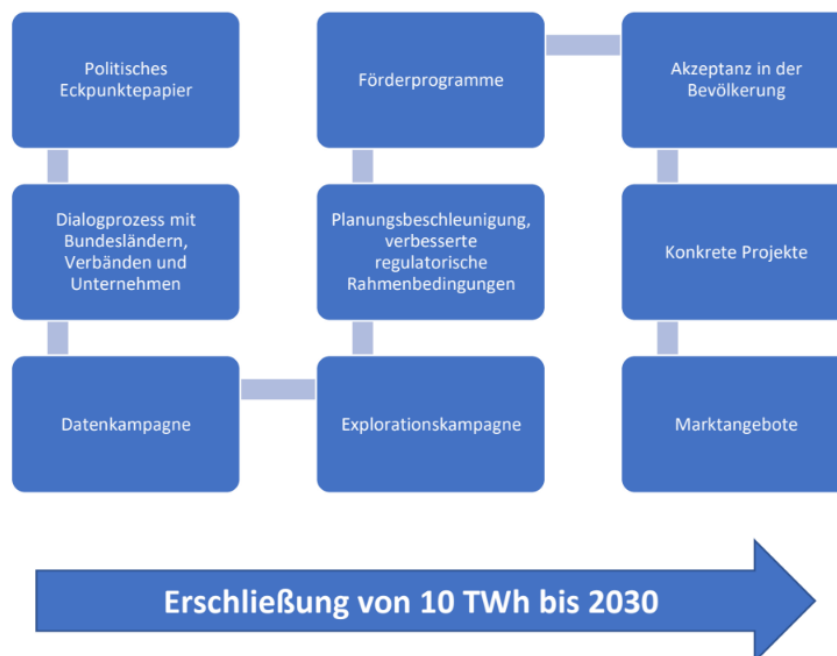 Politisches
Eckpunktepapier
Dialogprozess mit
Bundesländern,
Verbänden und
Unternehmen
Datenkampagne
Explorationskampagne
Planungsbeschleunigung,
verbesserte
regulatorische
Rahmenbedingungen
Förderprogramme
Akzeptanz in der
Bevölkerung
Konkrete Projekte
Marktangebote
Erschließung von 10 TWh bis 2030